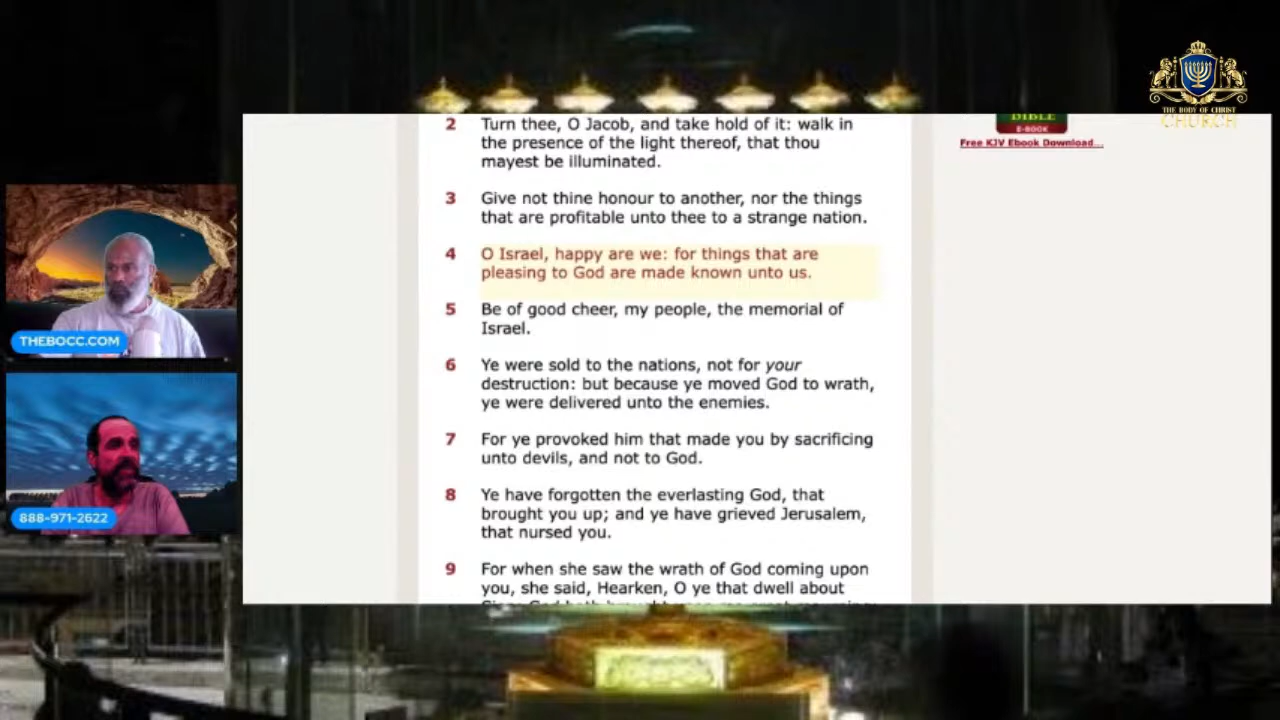 THE BODY OF CHRIST
CHURCH
BIBLE
E-BOOK
Free KJV Ebook Download...
2 Turn thee, O Jacob, and take hold of it: walk in
the presence of the light thereof, that thou
mayest be illuminated.
3 Give not thine honour to another, nor the things
that are profitable unto thee to a strange nation.
4 O Israel, happy are we: for things that are
pleasing to God are made known unto us.
5 Be of good cheer, my people, the memorial of
Israel.
6 Ye were sold to the nations, not for your
destruction: but because ye moved God to wrath,
ye were delivered unto the enemies.
7 For ye provoked him that made you by sacrificing
unto devils, and not to God.
8 Ye have forgotten the everlasting God, that
brought you up; and ye have grieved Jerusalem,
that nursed you.
9 For when she saw the wrath of God coming upon
you, she said, Hearken, O ye that dwell about
THEBOCC.COM
888-971-2622